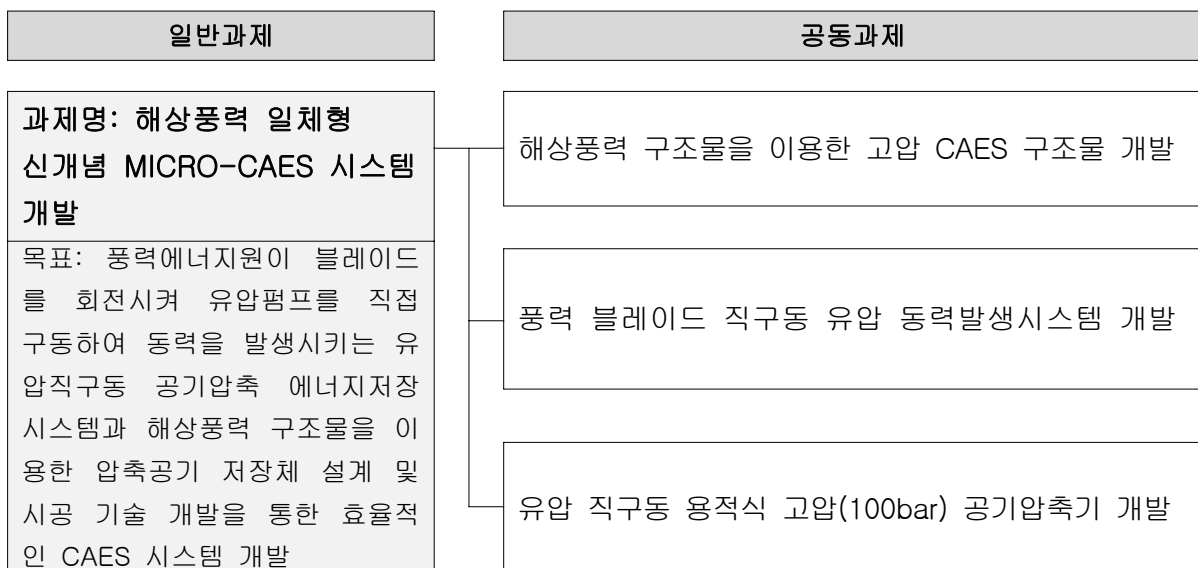 일반과제
공동과제
과제명: 해상풍력 일체형
신개념 MICRO-CAES 시스템
개발
목표: 풍력에너지원이 블레이드
를 회전시켜 유압펌프를 직접
구동하여 동력을 발생시키는 유
압직구동 공기압축 에너지저장
시스템과 해상풍력 구조물을 이
용한 압축공기 저장체 설계 및
시공 기술 개발을 통한 효율적
인 CAES 시스템 개발
해상풍력 구조물을 이용한 고압 CAES 구조물 개발
풍력 블레이드 직구동 유압 동력발생시스템 개발
유압 직구동 용적식 고압(100bar) 공기압축기 개발